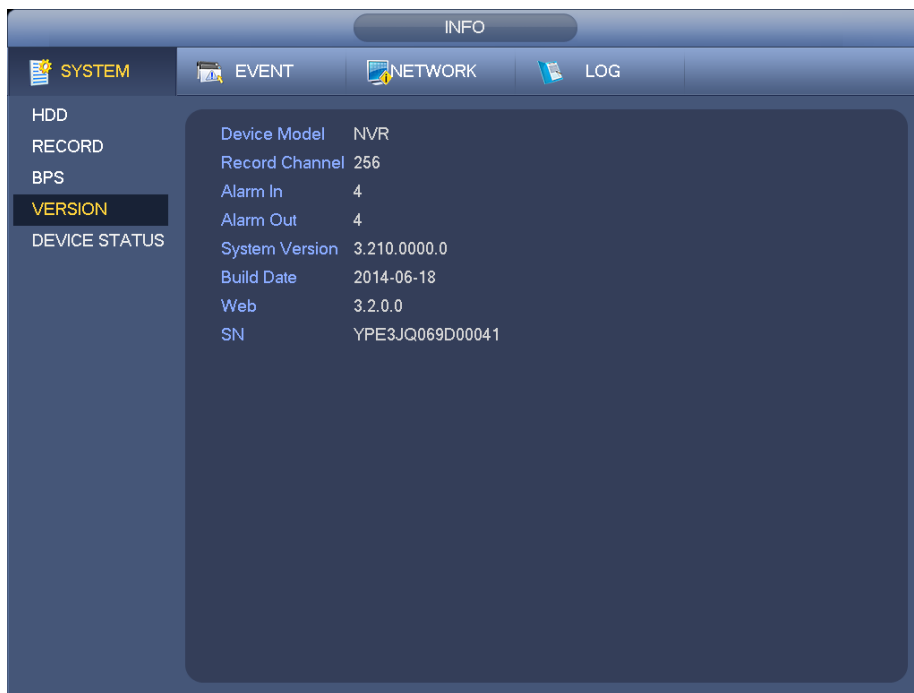 INFO
SYSTEM EVENT NETWORK LOG
HDD
RECORD
BPS
VERSION
DEVICE STATUS
Device Model NVR
Record Channel 256
Alarm In 4
Alarm Out 4
System Version 3.210.0000.0
Build Date 2014-06-18
Web 3.2.0.0
SN YPE3JQ069D00041